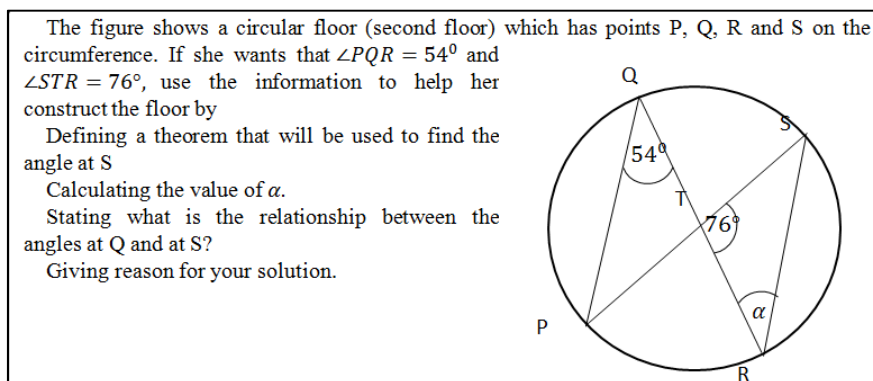 The figure shows a circular floor (second floor) which has points P, Q, R and S on the
circumference. If she wants that ∠PQR = 54⁰ and
∠STR = 76°, use the information to help her
construct the floor by
Defining a theorem that will be used to find the
angle at S
Calculating the value of α.
Stating what is the relationship between the
angles at Q and at S?
Giving reason for your solution.
Q
S
54⁰
T
76⁰
α
P
R